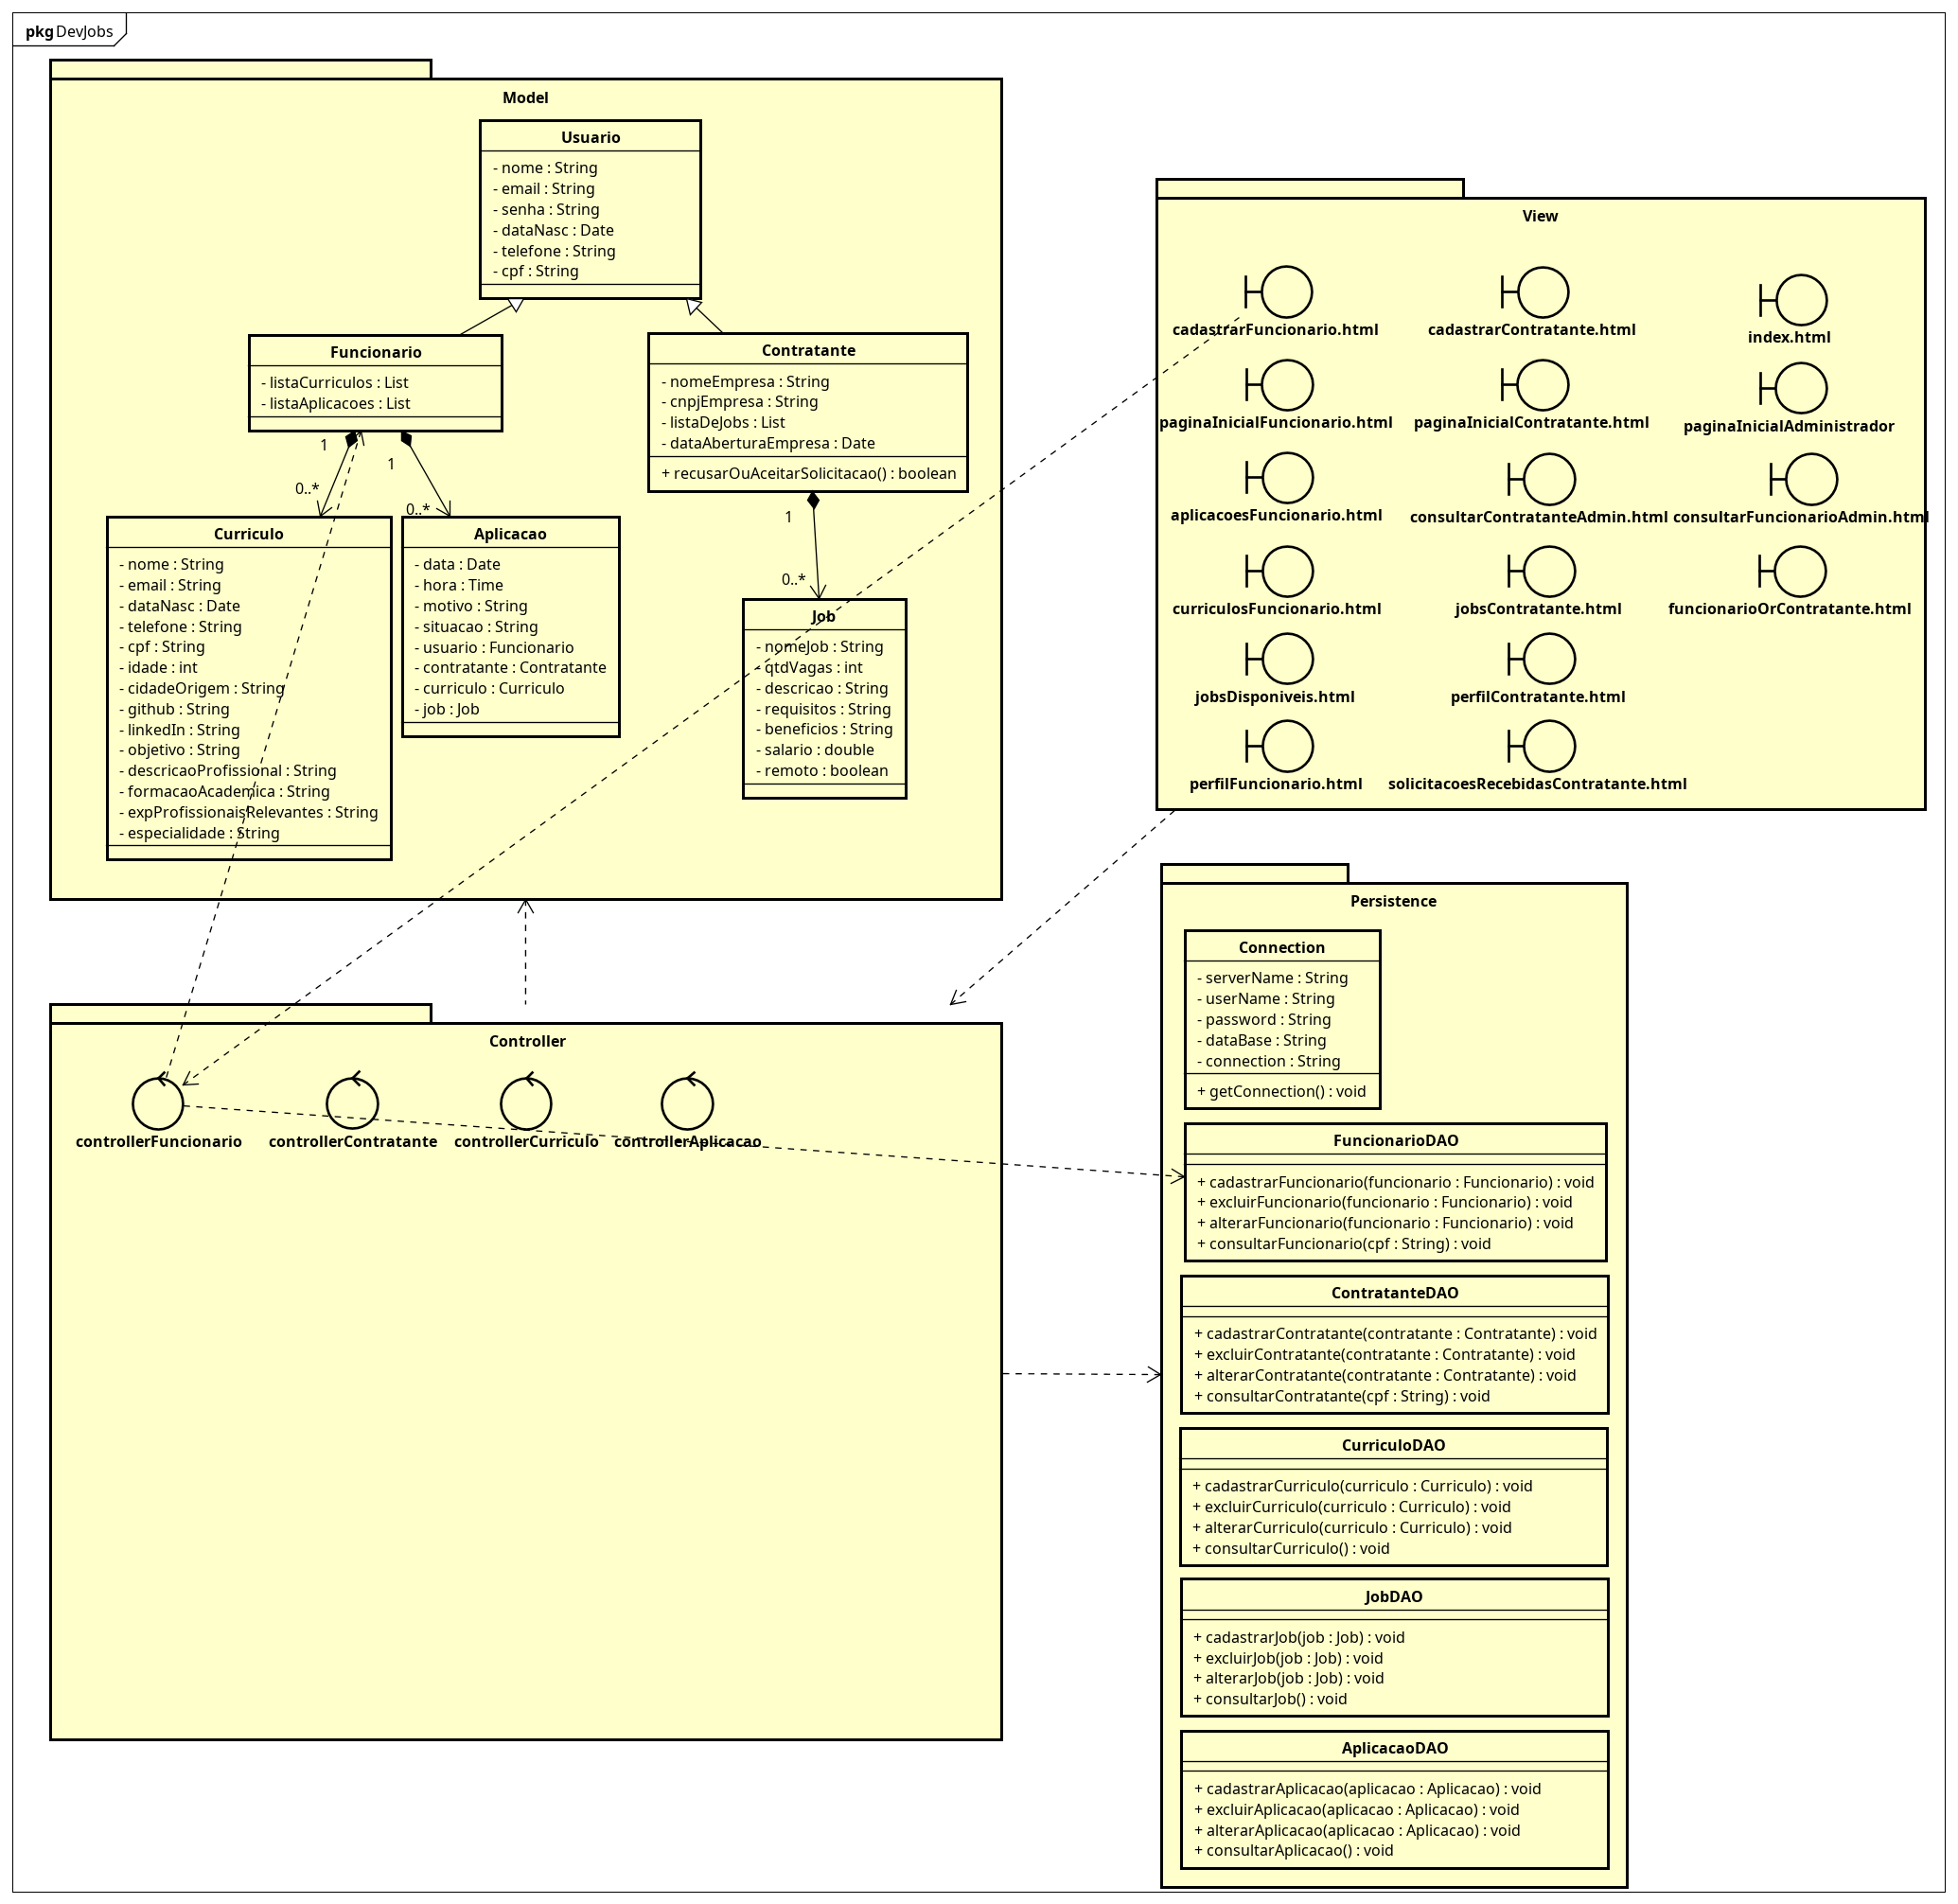 pkg DevJobs
Model
Usuario
- nome : String
- email : String
- senha : String
- dataNasc : Date
- telefone : String
- cpf : String
Funcionario
- listaCurriculos : List
- listaAplicacoes : List
Contratante
- nomeEmpresa : String
- cnpjEmpresa : String
- listaDeJobs : List
- dataAberturaEmpresa : Date
+ recusarOuAceitarSolicitacao() : boolean
1
0..*
1
0..*
1
0..*
Curriculo
- nome : String
- email : String
- dataNasc : Date
- telefone : String
- cpf : String
- idade : int
- cidadeOrigem : String
- github : String
- linkedIn : String
- objetivo : String
- descricaoProfissional : String
- formacaoAcademica : String
- expProfissionaisRelevantes : String
- especialidade : String
Aplicacao
- data : Date
- hora : Time
- motivo : String
- situacao : String
- usuario : Funcionario
- contratante : Contratante
- curriculo : Curriculo
- job : Job
Job
- nomeJob : String
- qtdVagas : int
- descricao : String
- requisitos : String
- beneficios : String
- salario : double
- remoto : boolean
View
cadastrarFuncionario.html
cadastrarContratante.html
index.html
paginaInicialFuncionario.html
paginaInicialContratante.html
paginaInicialAdministrador
aplicacoesFuncionario.html
consultarContratanteAdmin.html
consultarFuncionarioAdmin.html
curriculosFuncionario.html
jobsContratante.html
funcionarioOrContratante.html
jobsDisponiveis.html
perfilContratante.html
perfilFuncionario.html
solicitacoesRecebidasContratante.html
Controller
controllerFuncionario
controllerContratante
controllerCurriculo
controllerAplicacao
Persistence
Connection
- serverName : String
- userName : String
- password : String
- dataBase : String
- connection : String
+ getConnection() : void
FuncionarioDAO
+ cadastrarFuncionario(funcionario : Funcionario) : void
+ excluirFuncionario(funcionario : Funcionario) : void
+ alterarFuncionario(funcionario : Funcionario) : void
+ consultarFuncionario(cpf : String) : void
ContratanteDAO
+ cadastrarContratante(contratante : Contratante) : void
+ excluirContratante(contratante : Contratante) : void
+ alterarContratante(contratante : Contratante) : void
+ consultarContratante(cpf : String) : void
CurriculoDAO
+ cadastrarCurriculo(curriculo : Curriculo) : void
+ excluirCurriculo(curriculo : Curriculo) : void
+ alterarCurriculo(curriculo : Curriculo) : void
+ consultarCurriculo() : void
JobDAO
+ cadastrarJob(job : Job) : void
+ excluirJob(job : Job) : void
+ alterarJob(job : Job) : void
+ consultarJob() : void
AplicacaoDAO
+ cadastrarAplicacao(aplicacao : Aplicacao) : void
+ excluirAplicacao(aplicacao : Aplicacao) : void
+ alterarAplicacao(aplicacao : Aplicacao) : void
+ consultarAplicacao() : void